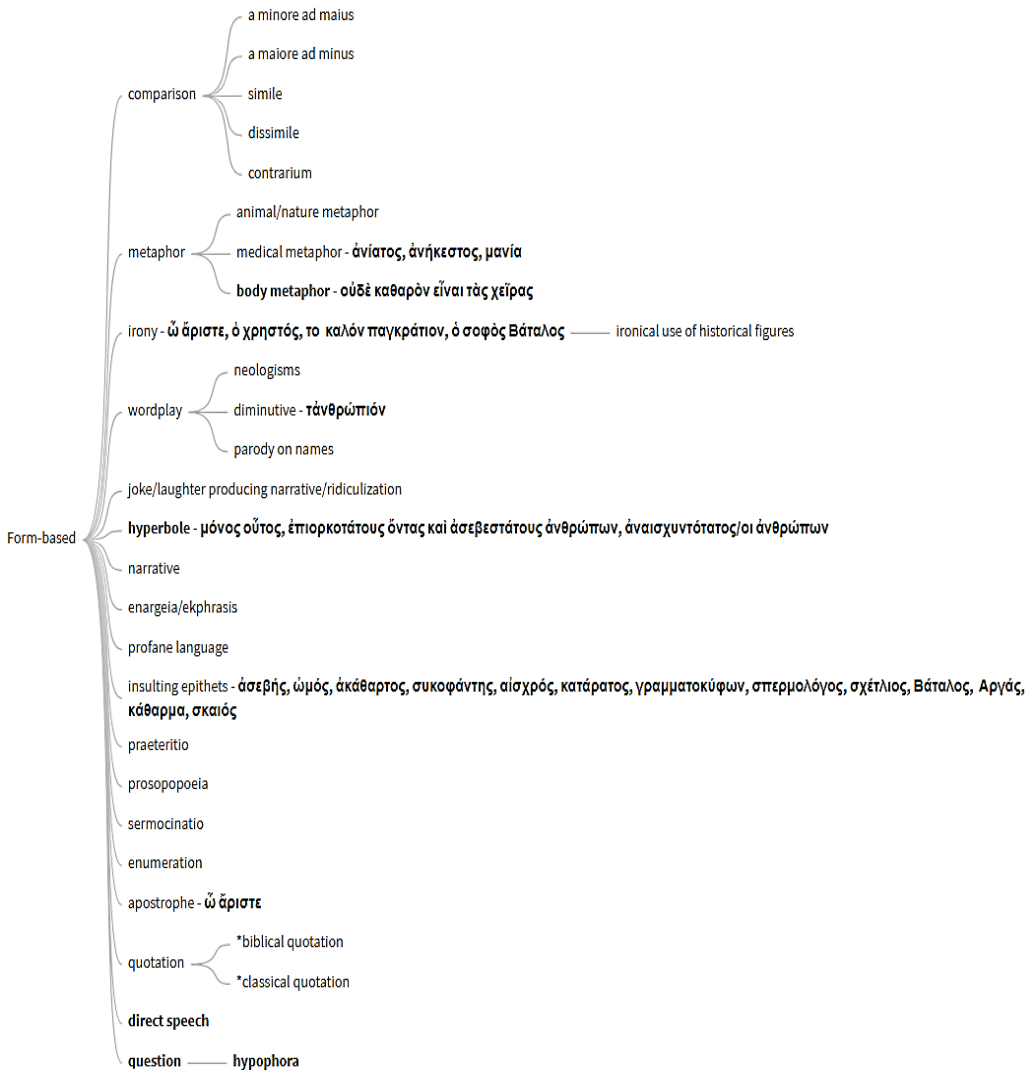 a minore ad maius
a maiore ad minus
comparison
simile
dissimile
contrarium
animal/nature metaphor
metaphor
medical metaphor - ἀνίατος, ἀνήκεστος, μανία
body metaphor - οὐδὲ καθαρὸν εἶναι τὰς χεῖρας
irony - ὦ ἄριστε, ὁ χρηστός, το καλόν παγκράτιον, ὁ σοφὸς Βάταλος
ironical use of historical figures
neologisms
wordplay
diminutive - τἀνθρώπιόν
parody on names
joke/laughter producing narrative/ridiculization
hyperbole - μόνος οὗτος, ἐπιορκοτάτους ὄντας καὶ ἀσεβεστάτους ἀνθρώπων, ἀναισχυντότατος/οι ἀνθρώπων
Form-based
narrative
enargeia/ekphrasis
profane language
insulting epithets - ἀσεβής, ὠμός, ἀκάθαρτος, συκοφάντης, αἰσχρός, κατάρατος, γραμματοκύφων, σπερμολόγος, σχέτλιος, Βάταλος, Αργάς,
κάθαρμα, σκαιός
praeteritio
prosopopoeia
sermocinatio
enumeration
apostrophe - ὦ ἄριστε
*biblical quotation
quotation
*classical quotation
direct speech
question
hypophora